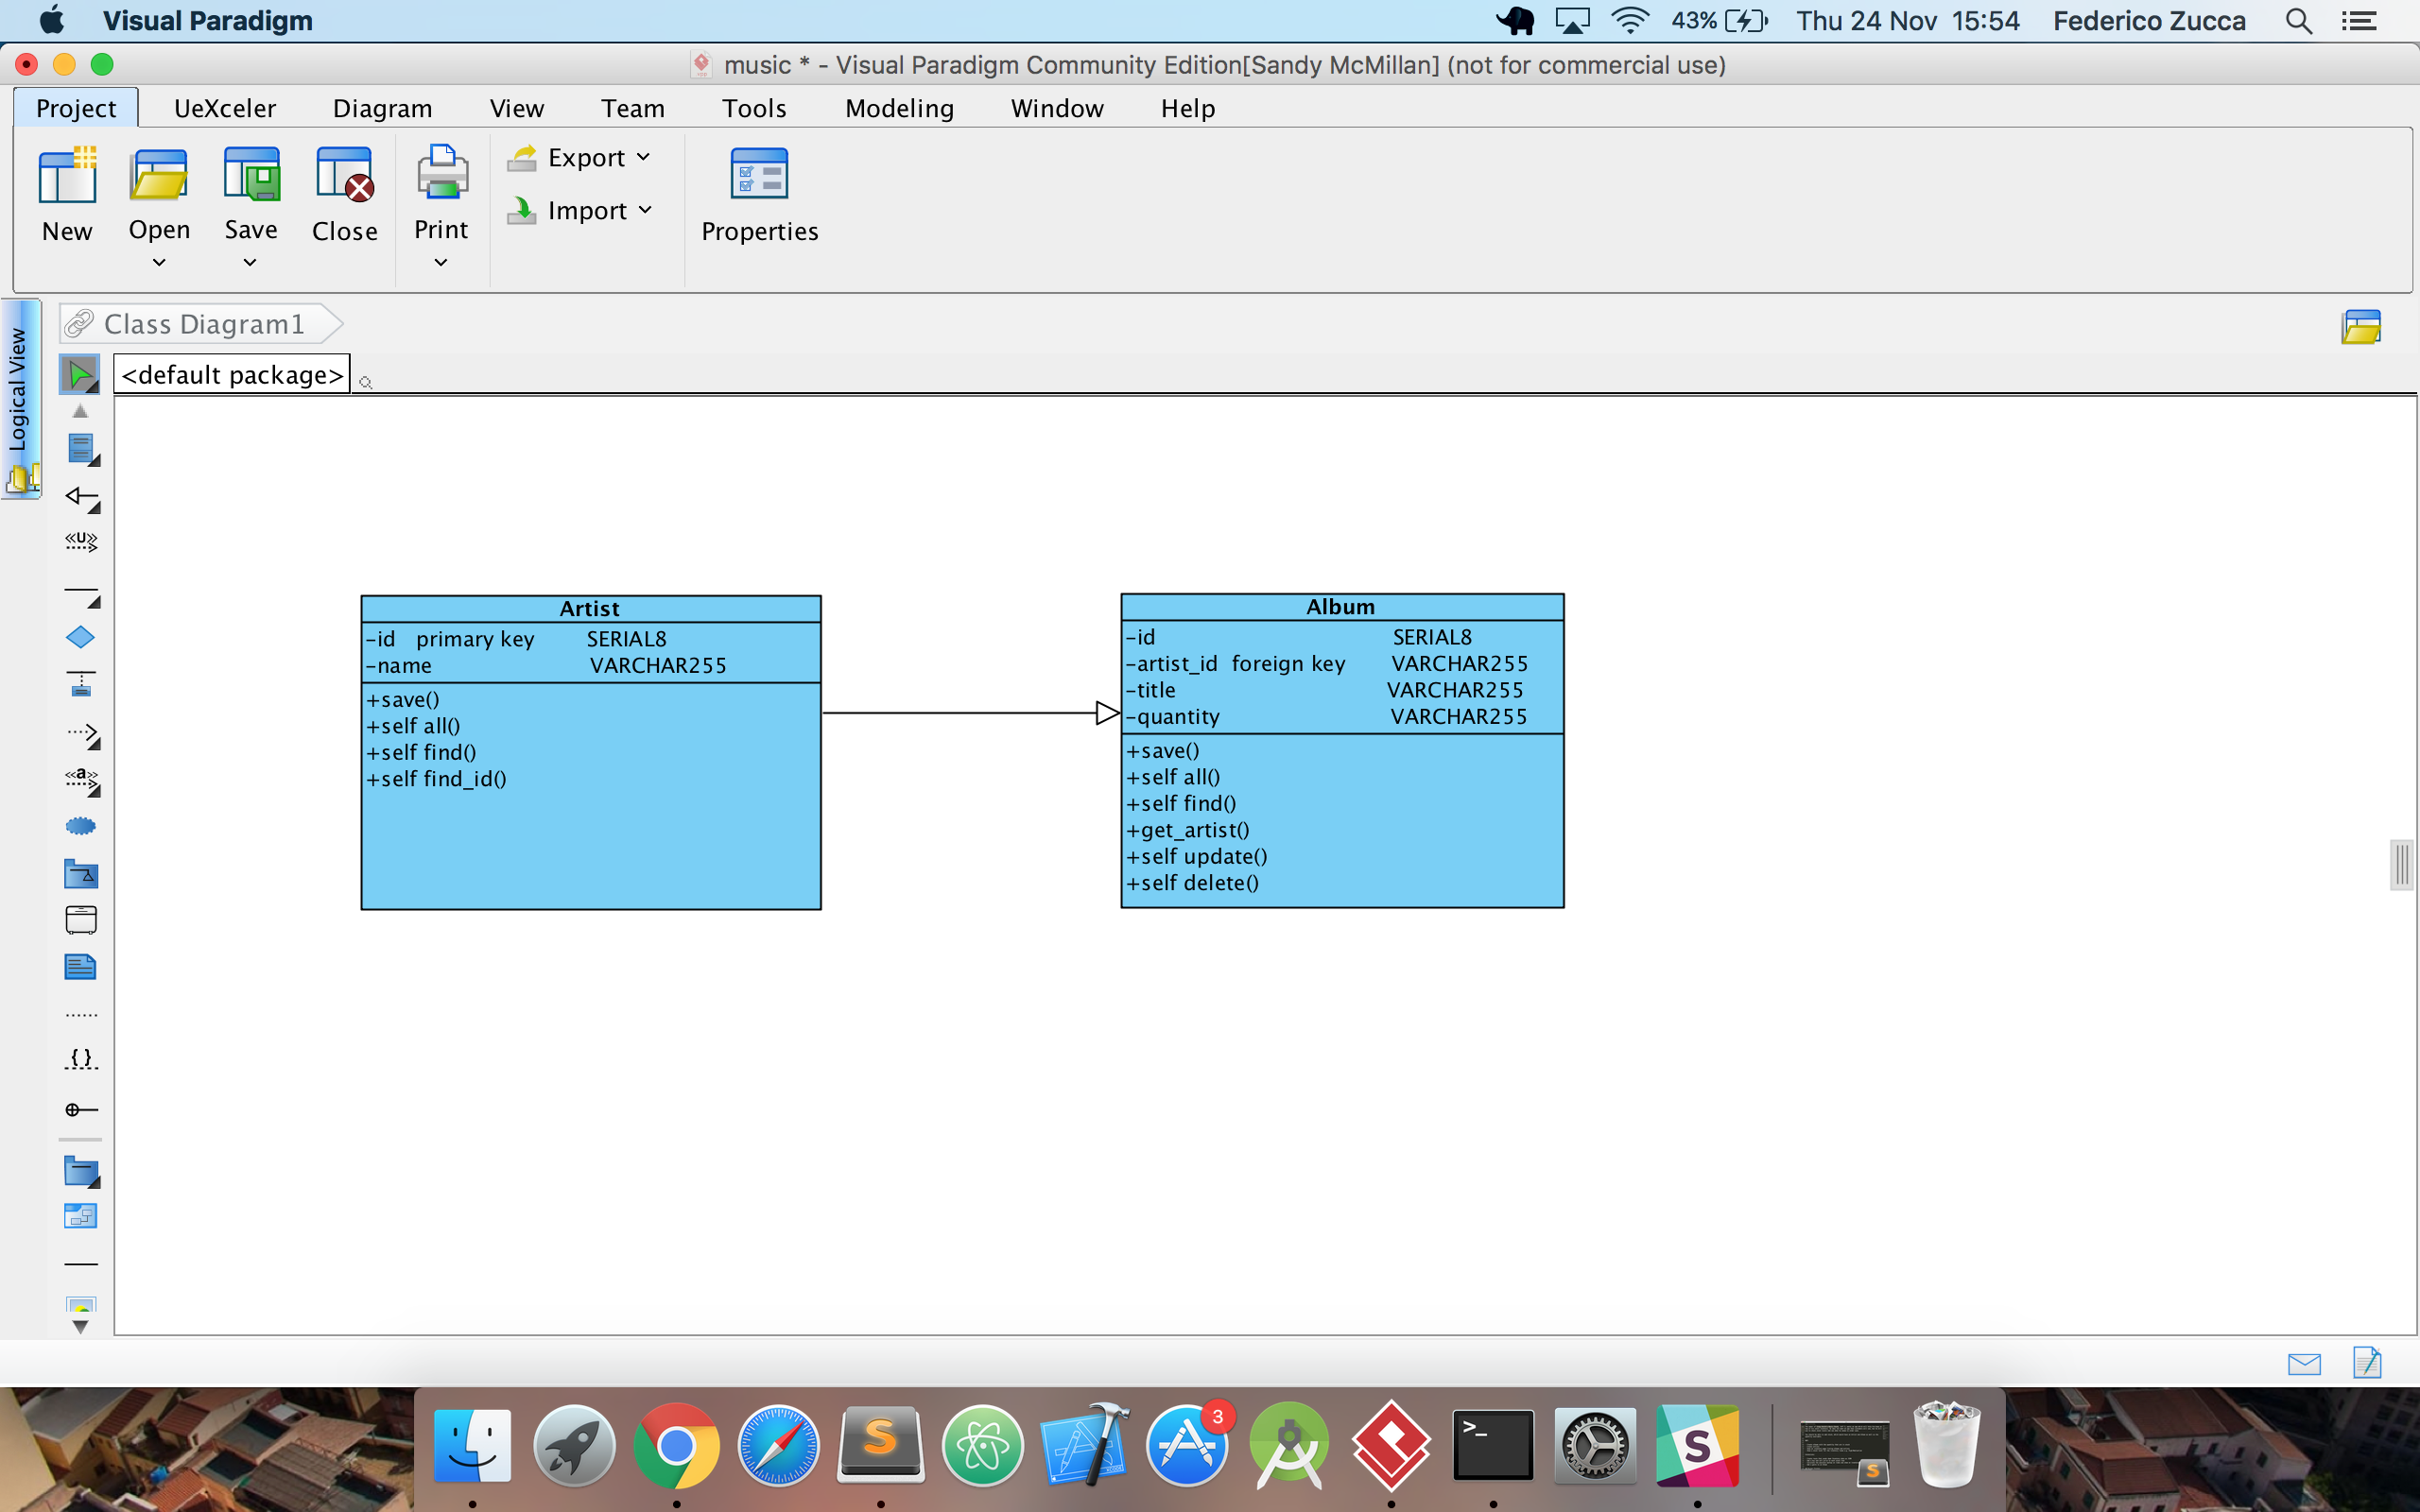 Visual Paradigm 43% Thu 24 Nov 15:54 Federico Zucca
music * - Visual Paradigm Community Edition[Sandy McMillan] (not for commercial use)
Project UeXceler Diagram View Team Tools Modeling Window Help
Export
Import
New Open Save Close Print Properties
Logical View
Class Diagram1
<default package>
«U»
«a»
{}
Artist
-id primary key SERIAL8
-name VARCHAR255
+save()
+self all()
+self find()
+self find_id()
Album
-id SERIAL8
-artist_id foreign key VARCHAR255
-title VARCHAR255
-quantity VARCHAR255
+save()
+self all()
+self find()
+get_artist()
+self update()
+self delete()
S
3
>_
S
S